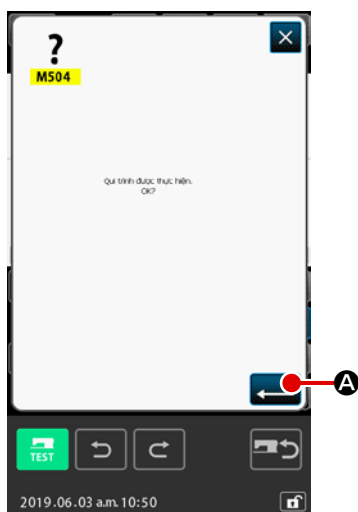 ?
M504
Qui trình được thực hiện.
OK?
A
TEST
2019.06.03 a.m. 10:50